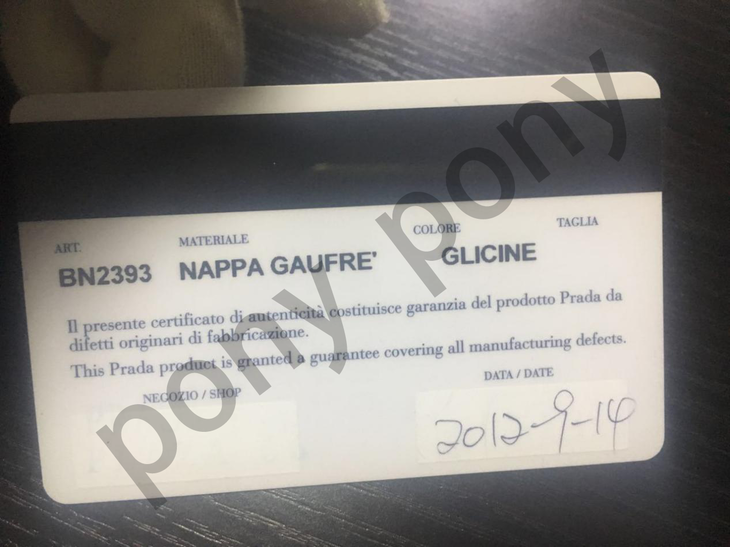 ART. MATERIALE COLORE TAGLIA
BN2393 NAPPA GAUFRE' GLICINE
Il presente certificato di autenticità costituisce garanzia del prodotto Prada da
difetti originari di fabbricazione.
This Prada product is granted a guarantee covering all manufacturing defects.
NEGOZIO / SHOP DATA / DATE
2012-9-14
pony pony pony